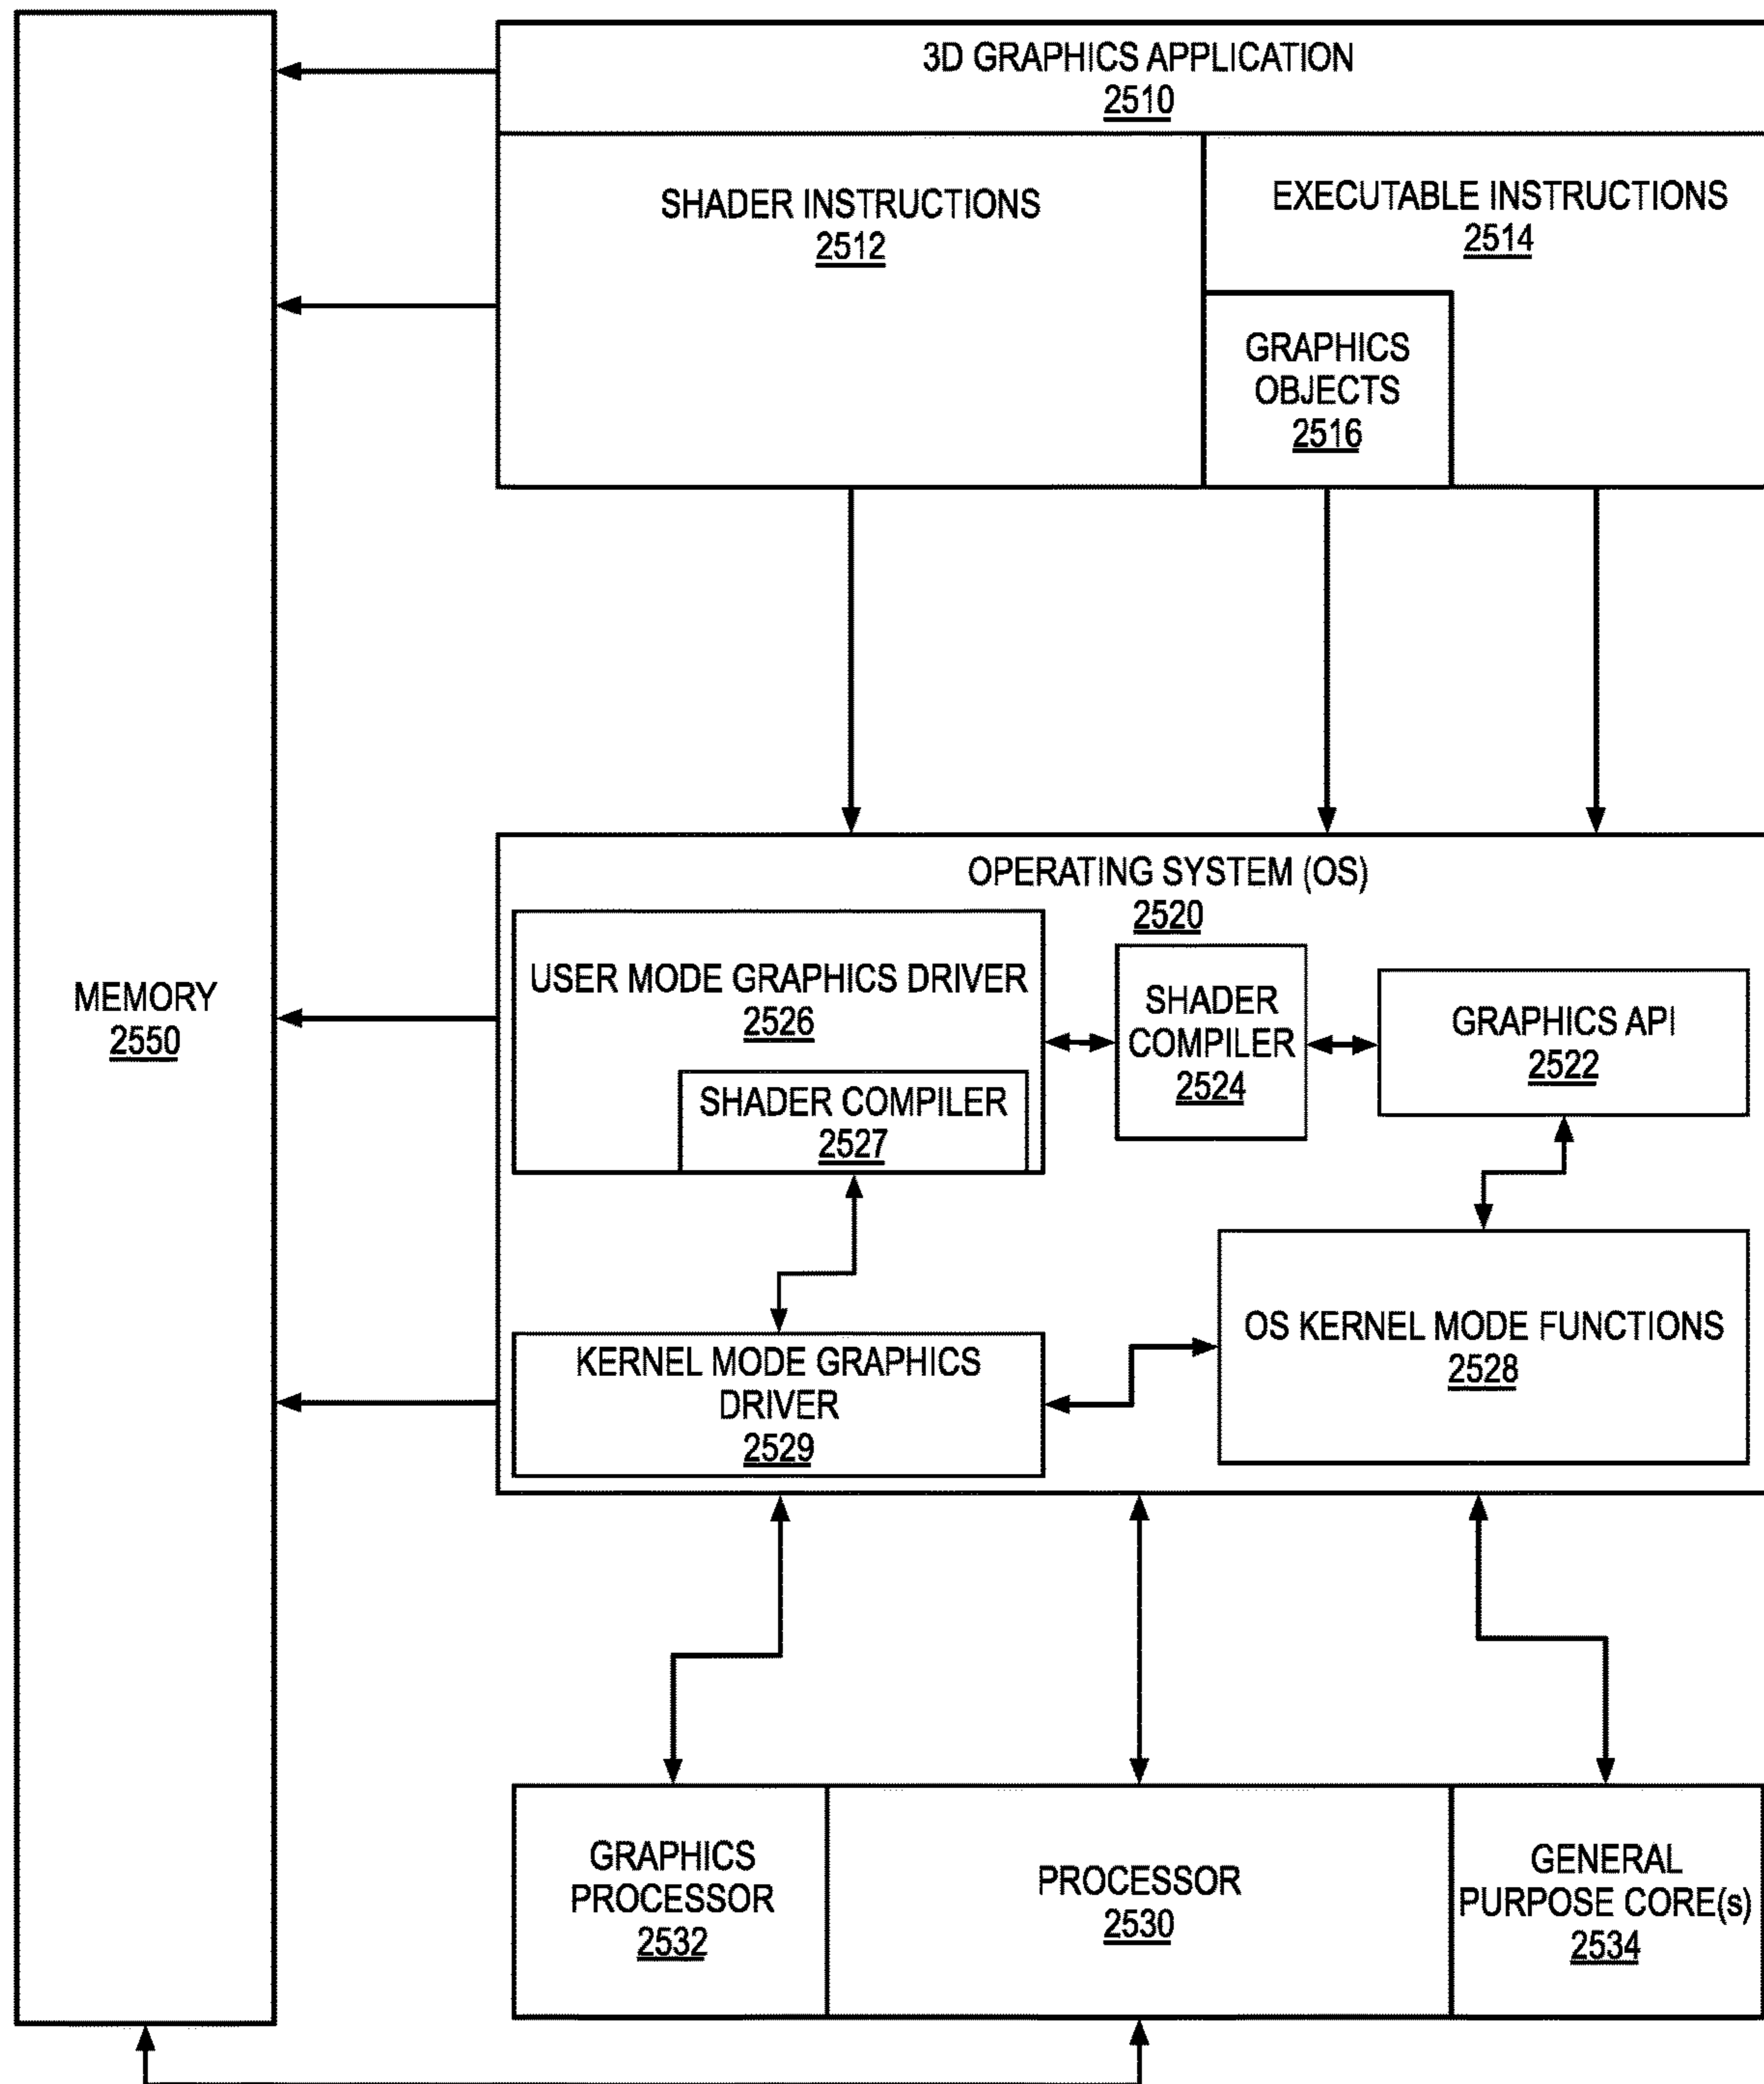 3D GRAPHICS APPLICATION
2510
SHADER INSTRUCTIONS
2512
EXECUTABLE INSTRUCTIONS
2514
GRAPHICS
OBJECTS
2516
MEMORY
2550
OPERATING SYSTEM (OS)
2520
USER MODE GRAPHICS DRIVER
2526
SHADER COMPILER
2527
SHADER
COMPILER
2524
GRAPHICS API
2522
KERNEL MODE GRAPHICS
DRIVER
2529
OS KERNEL MODE FUNCTIONS
2528
GRAPHICS
PROCESSOR
2532
PROCESSOR
2530
GENERAL
PURPOSE CORE(s)
2534